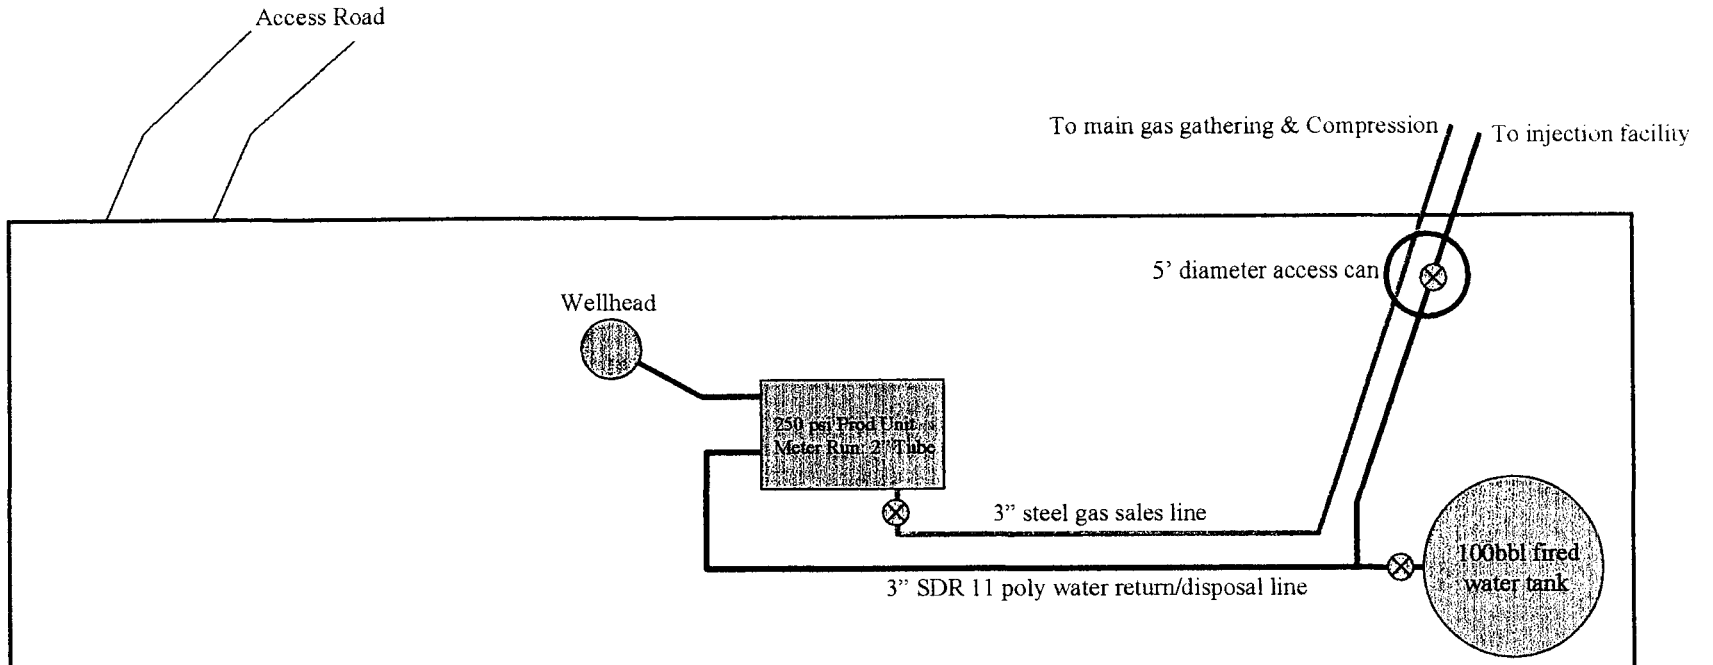 Access Road
To main gas gathering & Compression
To injection facility
5’ diameter access can
Wellhead
250 psi Prod Unit
Meter Run: 2” Tube
3” steel gas sales line
100bbl fired
water tank
3” SDR 11 poly water return/disposal line